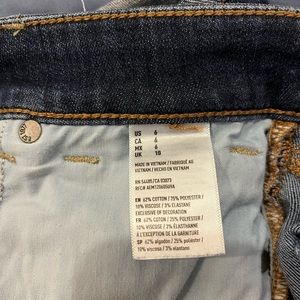 US 6
CA 6
MX 6
UK 10
MADE IN VIETNAM / FABRIQUÉ AU
VIETNAM / HECHO EN VIETNAM
EN 62% COTTON / 25% POLYESTER /
10% VISCOSE / 3% ELASTANE
EXCLUSIVE OF DECORATION
FR 62% COTON / 25% POLYESTER /
10% VISCOSE / 3% ÉLASTANNE
À L'EXCEPTION DE LA GARNITURE
SP 62% algodón / 25% poliéster /
10% viscosa / 3% elastano